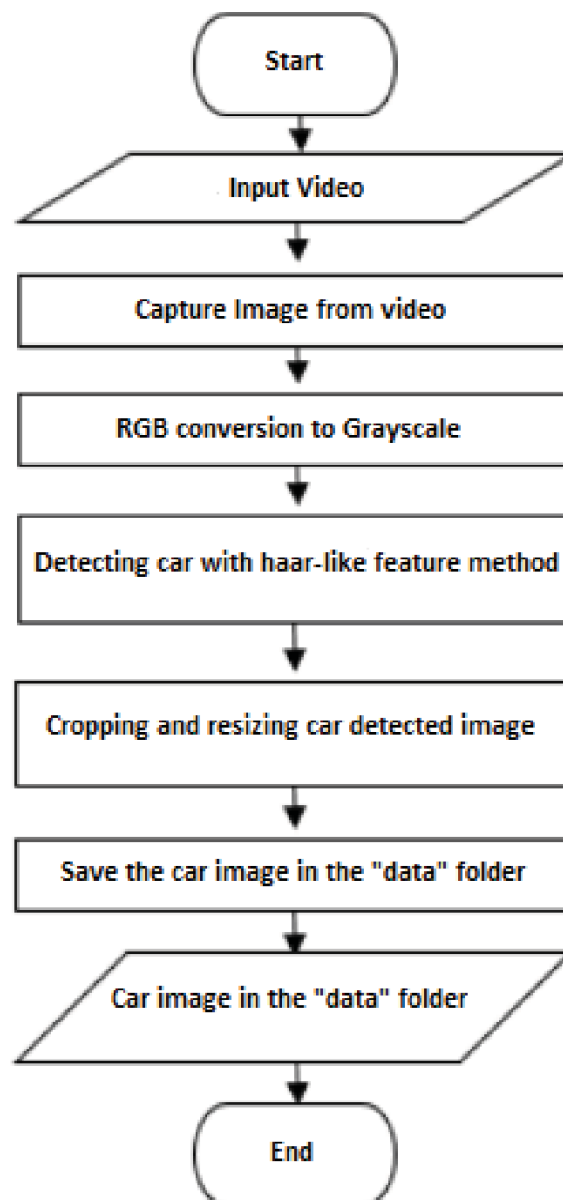 Start
Input Video
Capture Image from video
RGB conversion to Grayscale
Detecting car with haar-like feature method
Cropping and resizing car detected image
Save the car image in the "data" folder
Car image in the "data" folder
End